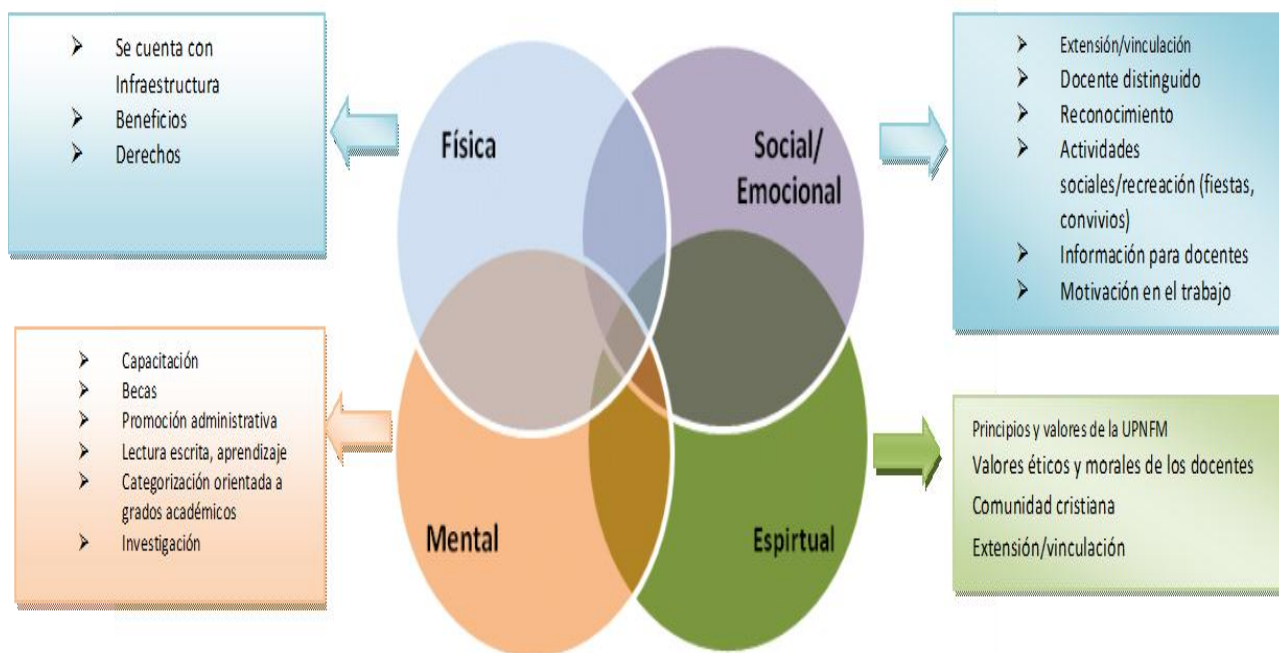 Se cuenta con
Infraestructura
Beneficios
Derechos
Física
Social/
Emocional
Extensión/vinculación
Docente distinguido
Reconocimiento
Actividades
sociales/recreación (fiestas,
convivios)
Información para docentes
Motivación en el trabajo
Capacitación
Becas
Promoción administrativa
Lectura escrita, aprendizaje
Categorización orientada a
grados académicos
Investigación
Mental
Espirtual
Principios y valores de la UPNFM
Valores éticos y morales de los docentes
Comunidad cristiana
Extensión/vinculación